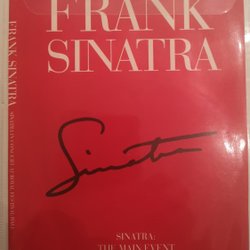 FRANK
SINATRA
Sinatra
SINATRA:
THE MAIN EVENT
FRANK SINATRA